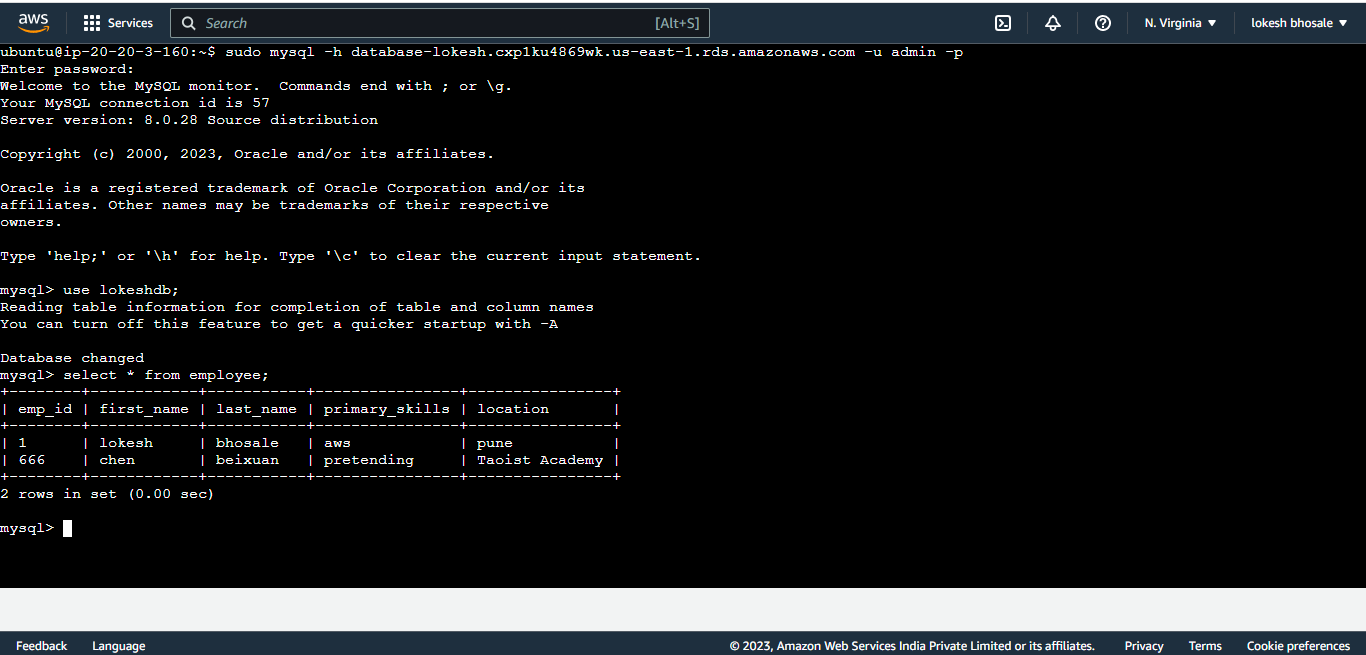 aws Services Search [Alt+S] N. Virginia lokesh bhosale
ubuntu@ip-20-20-3-160:~$ sudo mysql -h database-lokesh.cxp1ku4869wk.us-east-1.rds.amazonaws.com -u admin -p
Enter password:
Welcome to the MySQL monitor.  Commands end with ; or \g.
Your MySQL connection id is 57
Server version: 8.0.28 Source distribution
Copyright (c) 2000, 2023, Oracle and/or its affiliates.
Oracle is a registered trademark of Oracle Corporation and/or its
affiliates. Other names may be trademarks of their respective
owners.
Type 'help;' or '\h' for help. Type '\c' to clear the current input statement.
mysql> use lokeshdb;
Reading table information for completion of table and column names
You can turn off this feature to get a quicker startup with -A
Database changed
mysql> select * from employee;
+--------+------------+-----------+----------------+----------------+
| emp_id | first_name | last_name | primary_skills | location       |
+--------+------------+-----------+----------------+----------------+
| 1      | lokesh     | bhosale   | aws            | pune           |
| 666    | chen       | beixuan   | pretending     | Taoist Academy |
+--------+------------+-----------+----------------+----------------+
2 rows in set (0.00 sec)
mysql>
Feedback Language © 2023, Amazon Web Services India Private Limited or its affiliates. Privacy Terms Cookie preferences